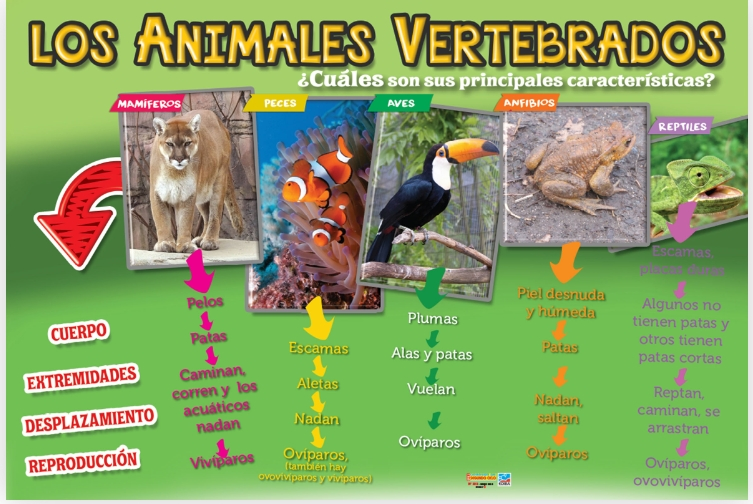 LOS ANIMALES VERTEBRADOS
¿Cuáles son sus principales características?
MAMÍFEROS
PECES
AVES
ANFIBIOS
REPTILES
CUERPO
EXTREMIDADES
DESPLAZAMIENTO
REPRODUCCIÓN
Pelos
Patas
Caminan,
corren y los
acuáticos
nadan
Vivíparos
Escamas
Aletas
Nadan
Ovíparos,
(también hay
ovovivíparos y vivíparos)
Plumas
Alas y patas
Vuelan
Ovíparos
Piel desnuda
y húmeda
Patas
Nadan,
saltan
Ovíparos
Escamas,
placas duras
Algunos no
tienen patas y
otros tienen
patas cortas
Reptan,
caminan, se
arrastran
Ovíparos,
ovovivíparos